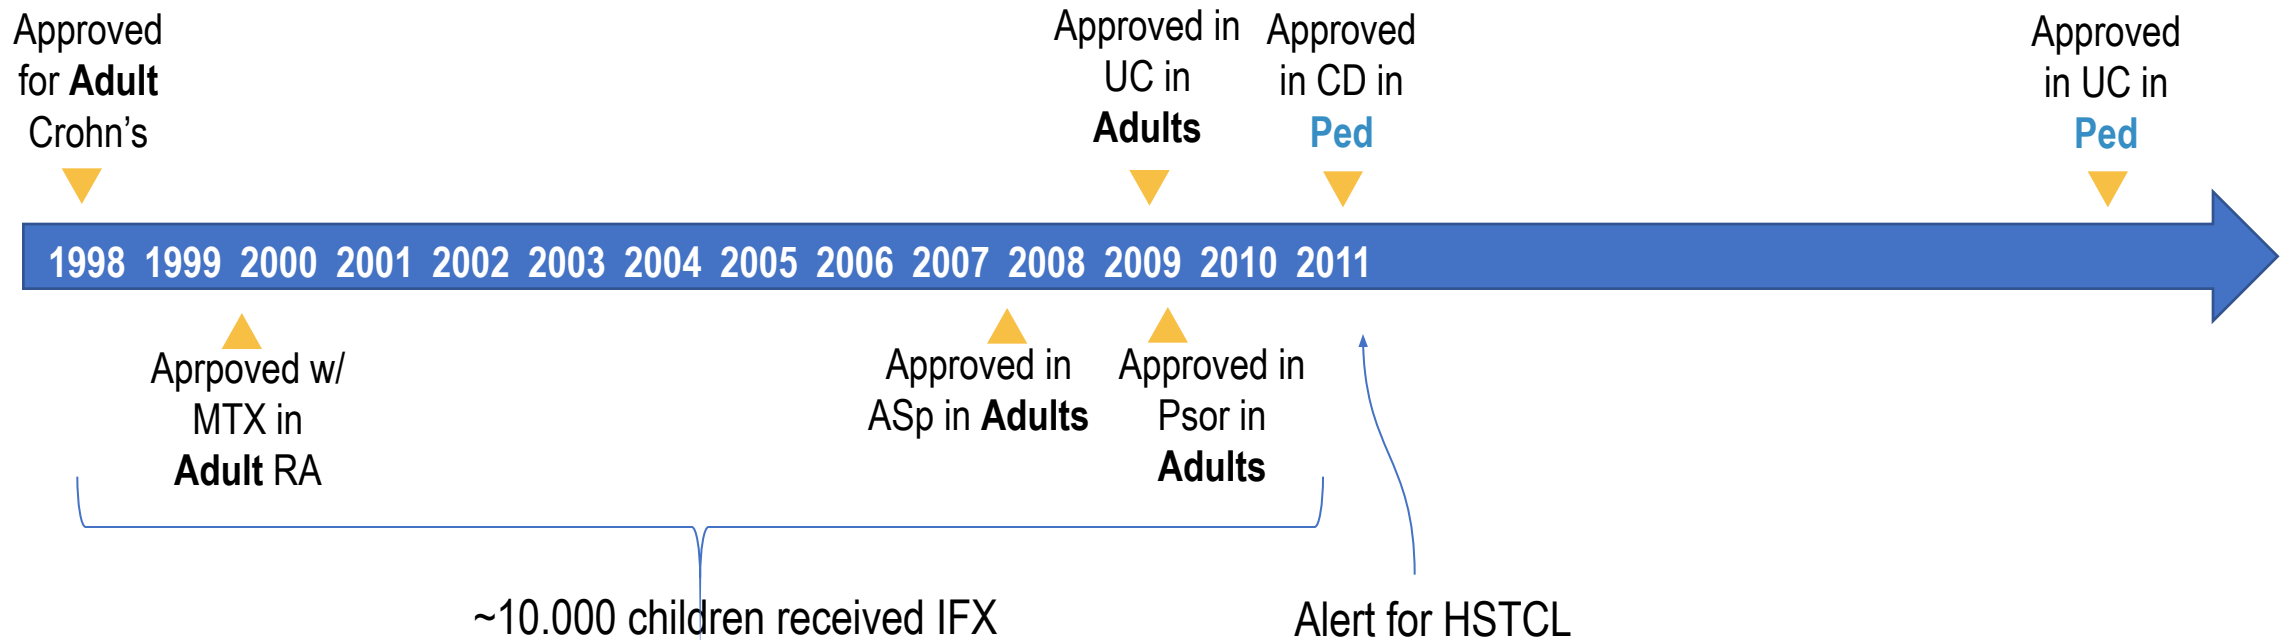 Approved
for Adult
Crohn's
Approved in
UC in
Adults
Approved
in CD in
Ped
Approved
in UC in
Ped
1998 1999 2000 2001 2002 2003 2004 2005 2006 2007 2008 2009 2010 2011
Aprpoved w/
MTX in
Adult RA
Approved in
ASp in Adults
Approved in
Psor in
Adults
~10.000 children received IFX
Alert for HSTCL